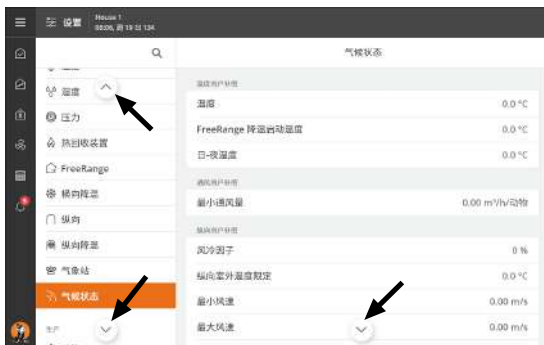 设置
House 1
气候状态
湿度
压力
热回收装置
FreeRange
横向降温
纵向
纵向降温
气象站
气候状态
生产
温度
0.0 °C
FreeRange 降温启动温度
0.0 °C
日-夜温度
0.0 °C
最小通风量
0.00 m³/h/动物
风冷因子
0 %
纵向室外温度限定
0.0 °C
最小风速
0.00 m/s
最大风速
0.00 m/s